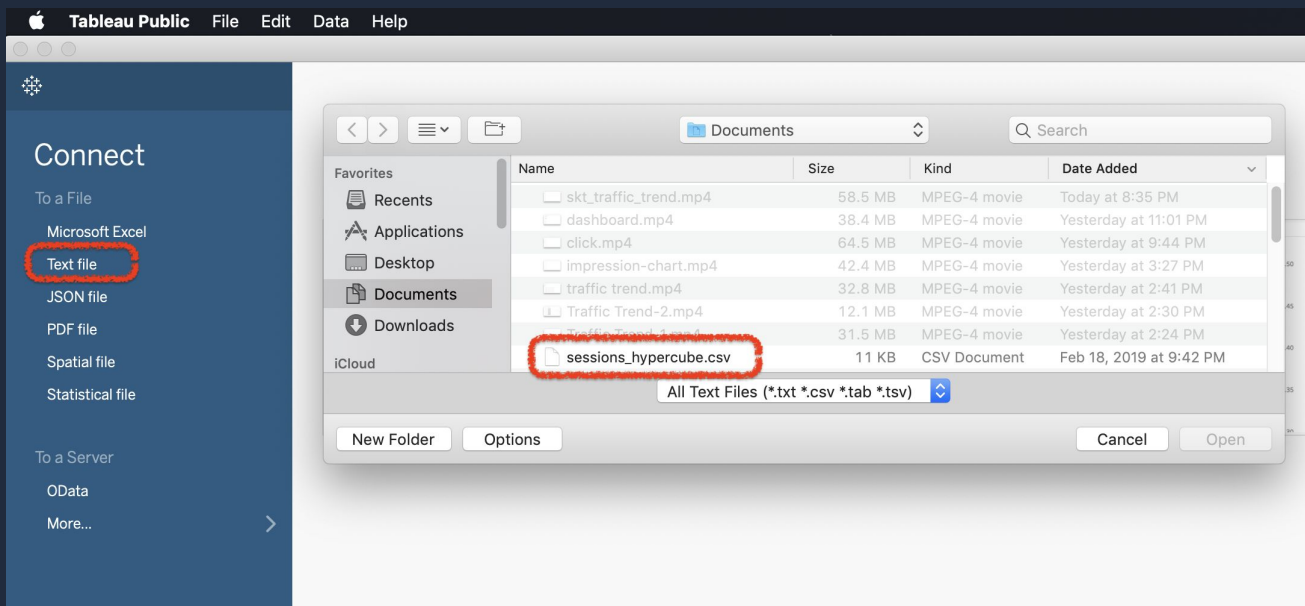 Tableau Public File Edit Data Help
Connect
To a File
Microsoft Excel
Text file
JSON file
PDF file
Spatial file
Statistical file
To a Server
OData
More...
Documents
Search
Favorites
Recents
Applications
Desktop
Documents
Downloads
iCloud
Name Size Kind Date Added
skt_traffic_trend.mp4 58.5 MB MPEG-4 movie Today at 8:35 PM
dashboard.mp4 38.4 MB MPEG-4 movie Yesterday at 11:01 PM
click.mp4 64.5 MB MPEG-4 movie Yesterday at 9:44 PM
impression-chart.mp4 42.4 MB MPEG-4 movie Yesterday at 3:27 PM
traffic trend.mp4 32.8 MB MPEG-4 movie Yesterday at 2:41 PM
Traffic Trend-2.mp4 12.1 MB MPEG-4 movie Yesterday at 2:30 PM
Traffic Trend-1.mp4 31.5 MB MPEG-4 movie Yesterday at 2:24 PM
sessions_hypercube.csv 11 KB CSV Document Feb 18, 2019 at 9:42 PM
All Text Files (*.txt *.csv *.tab *.tsv)
New Folder Options Cancel Open